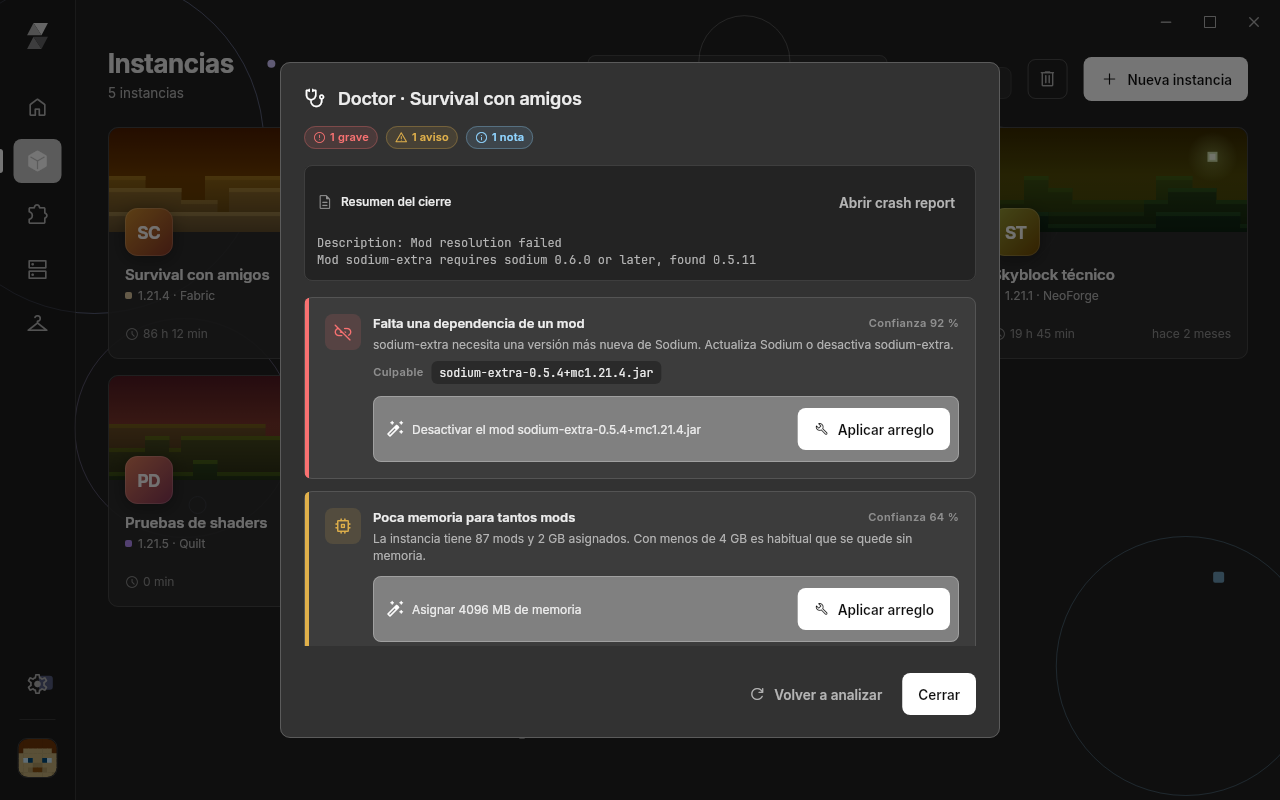 Instancias
5 instancias
Nueva instancia
SC
Survival con amigos
1.21.4 · Fabric
86 h 12 min
ST
Skyblock técnico
1.21.1 · NeoForge
19 h 45 min
hace 2 meses
PD
Pruebas de shaders
1.21.5 · Quilt
0 min
Doctor · Survival con amigos
1 grave
1 aviso
1 nota
Resumen del cierre
Abrir crash report
Description: Mod resolution failed
Mod sodium-extra requires sodium 0.6.0 or later, found 0.5.11
Falta una dependencia de un mod
Confianza 92 %
sodium-extra necesita una versión más nueva de Sodium. Actualiza Sodium o desactiva sodium-extra.
Culpable
sodium-extra-0.5.4+mc1.21.4.jar
Desactivar el mod sodium-extra-0.5.4+mc1.21.4.jar
Aplicar arreglo
Poca memoria para tantos mods
Confianza 64 %
La instancia tiene 87 mods y 2 GB asignados. Con menos de 4 GB es habitual que se quede sin
memoria.
Asignar 4096 MB de memoria
Aplicar arreglo
Volver a analizar
Cerrar